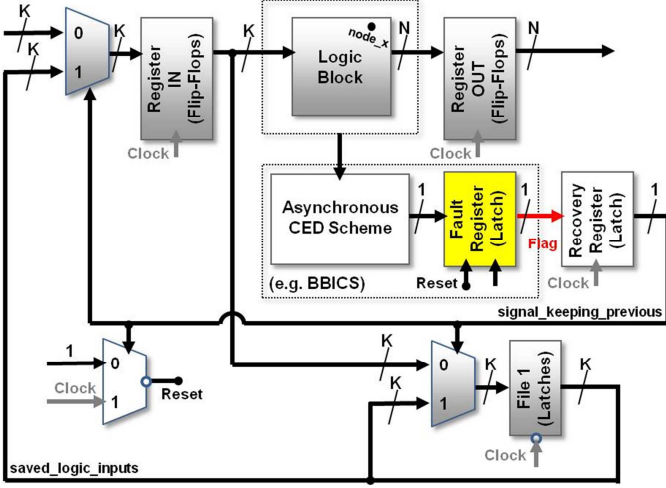 K
0
K
1
K
Register
IN
(Flip-Flops)
Clock
K
node_x
Logic
Block
N
Register
OUT
(Flip-Flops)
Clock
N
Asynchronous
CED Scheme
(e.g. BBICS)
1
Fault
Register
(Latch)
Reset
1
Flag
Recovery
Register
(Latch)
Clock
1
signal_keeping_previous
1
0
Clock
1
Reset
K
0
K
1
K
File 1
(Latches)
Clock
K
saved_logic_inputs